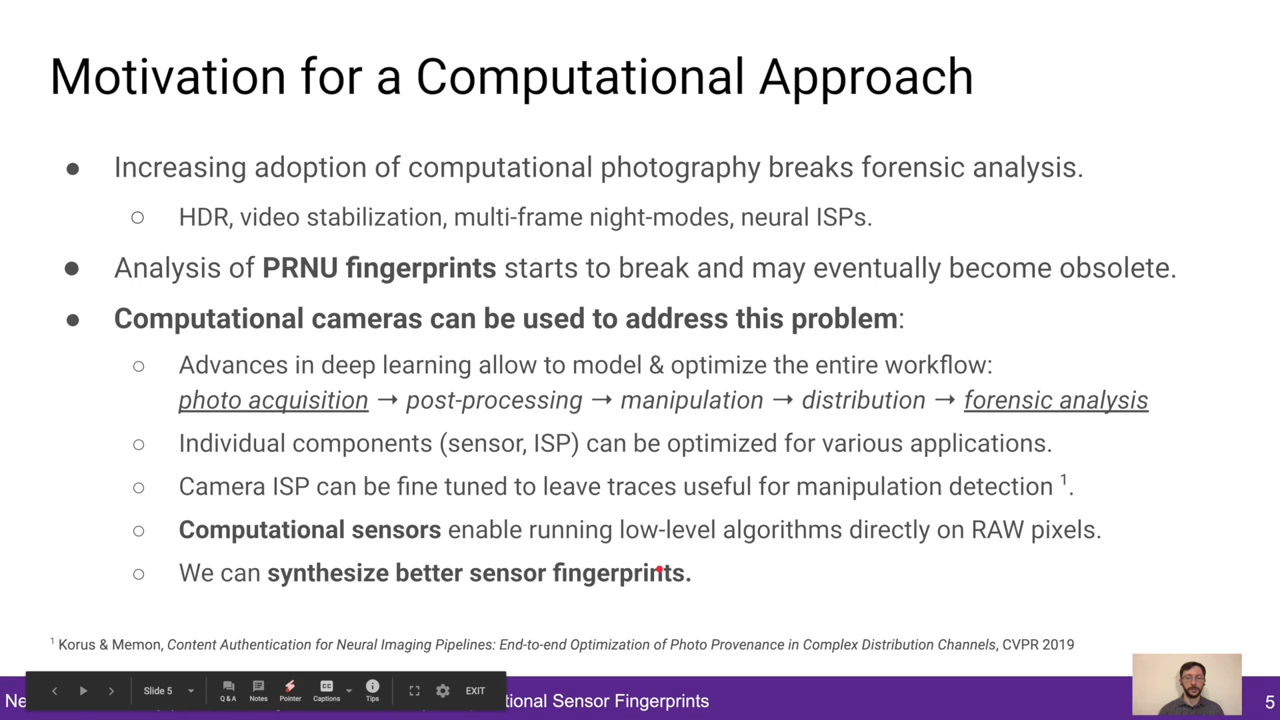 Motivation for a Computational Approach
● Increasing adoption of computational photography breaks forensic analysis.
○ HDR, video stabilization, multi-frame night-modes, neural ISPs.
● Analysis of PRNU fingerprints starts to break and may eventually become obsolete.
● Computational cameras can be used to address this problem:
○ Advances in deep learning allow to model & optimize the entire workflow:
photo acquisition → post-processing → manipulation → distribution → forensic analysis
○ Individual components (sensor, ISP) can be optimized for various applications.
○ Camera ISP can be fine tuned to leave traces useful for manipulation detection ¹.
○ Computational sensors enable running low-level algorithms directly on RAW pixels.
○ We can synthesize better sensor fingerprints.
¹ Korus & Memon, Content Authentication for Neural Imaging Pipelines: End-to-end Optimization of Photo Provenance in Complex Distribution Channels, CVPR 2019
Slide 5 Q & A Notes Pointer Captions Tips EXIT
Sensor Fingerprints 5